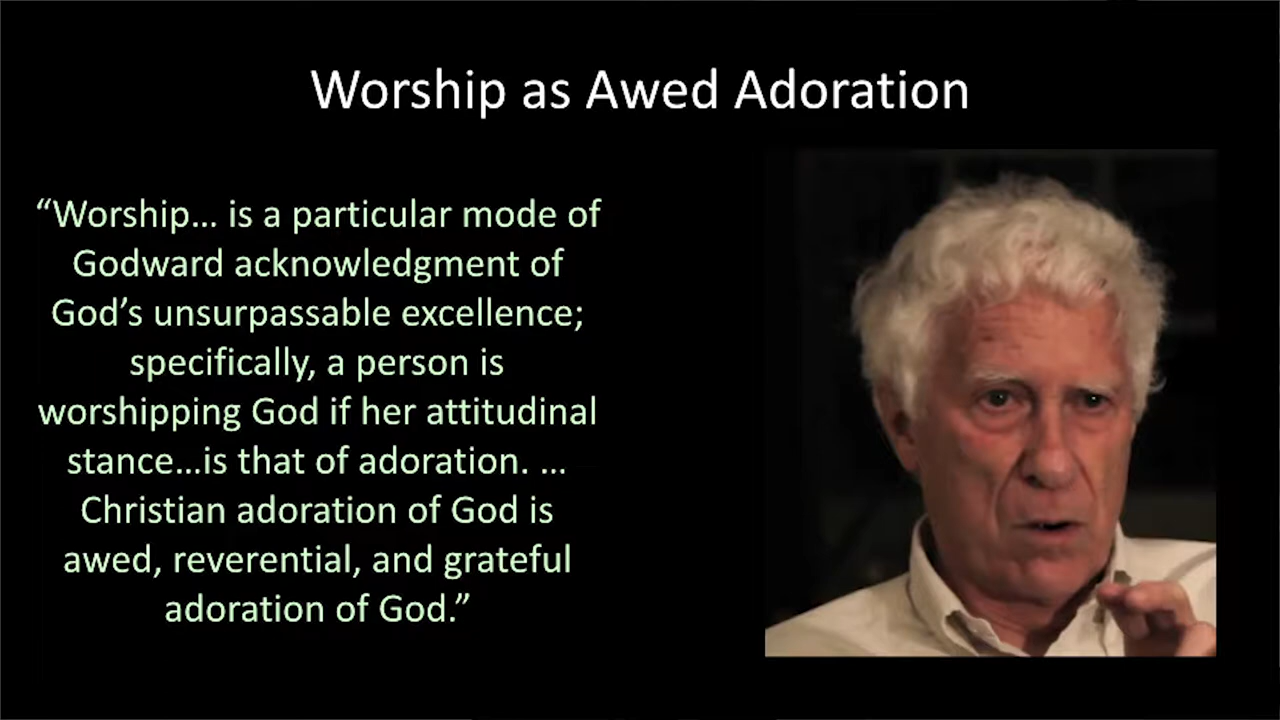 Worship as Awed Adoration
“Worship... is a particular mode of
Godward acknowledgment of
God’s unsurpassable excellence;
specifically, a person is
worshipping God if her attitudinal
stance...is that of adoration. ...
Christian adoration of God is
awed, reverential, and grateful
adoration of God.”